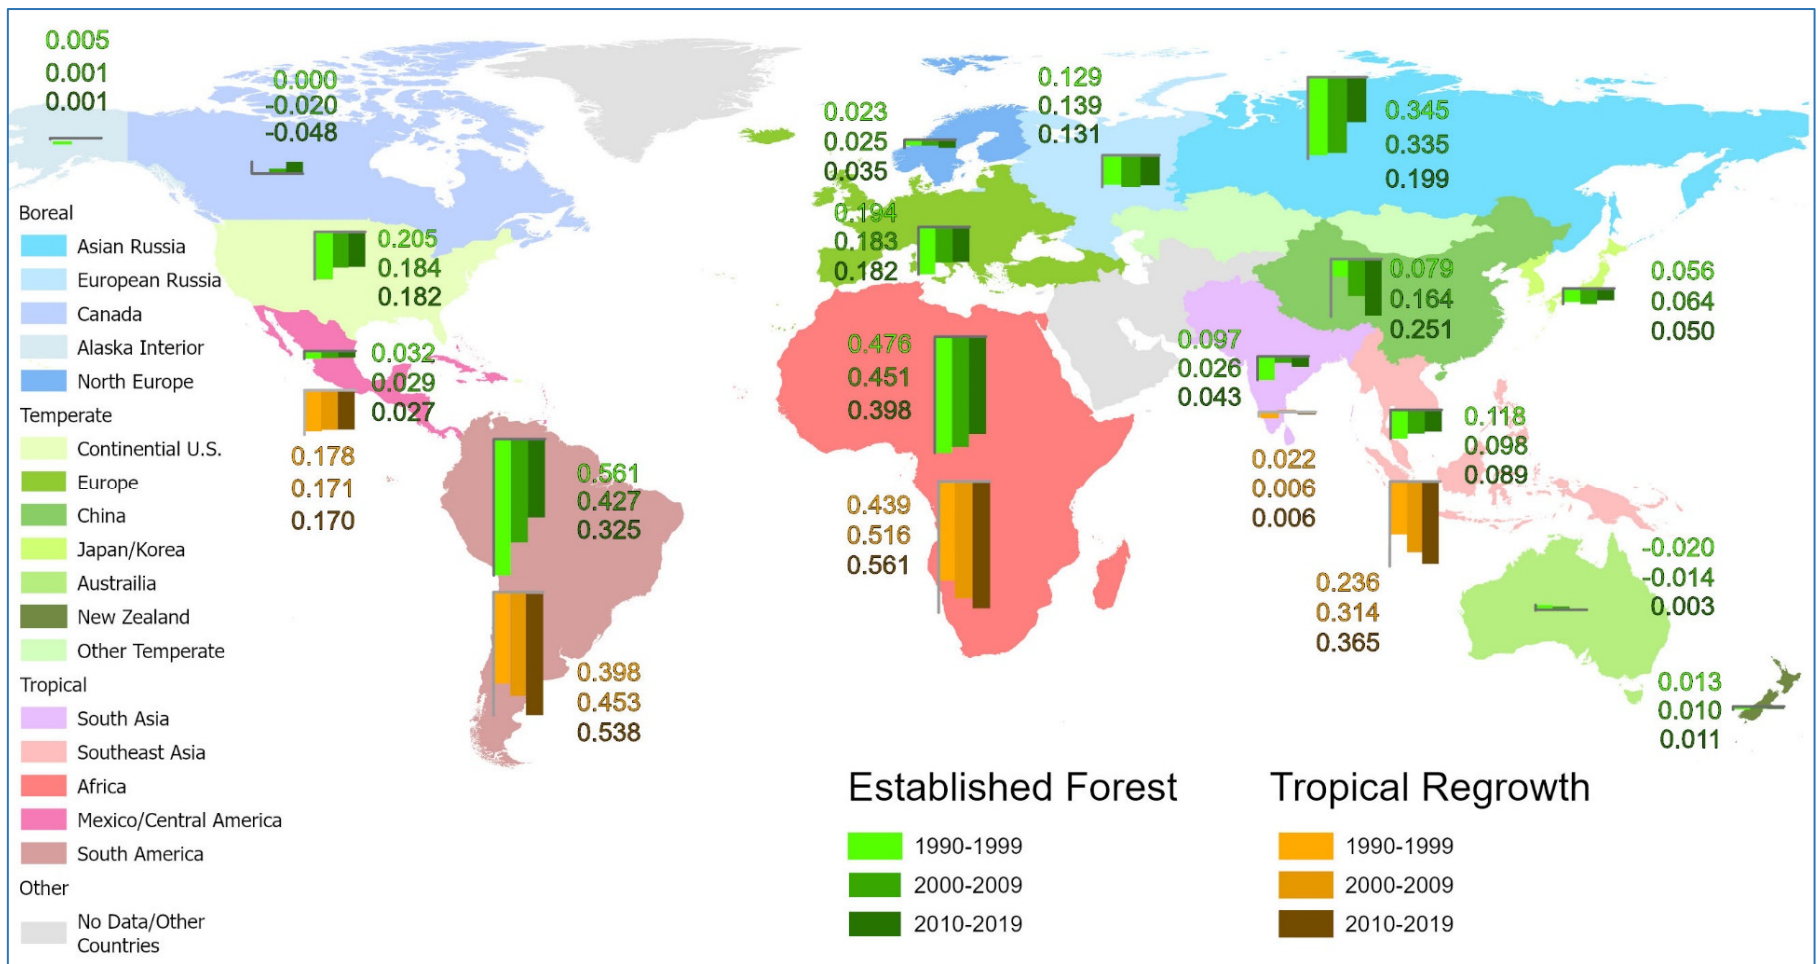 0.005
0.001
0.001
0.000
-0.020
-0.048
0.023
0.025
0.035
0.129
0.139
0.131
0.345
0.335
0.199
0.205
0.184
0.182
0.194
0.183
0.182
0.079
0.164
0.251
0.056
0.064
0.050
0.032
0.029
0.027
0.178
0.171
0.170
0.476
0.451
0.398
0.097
0.026
0.043
0.118
0.098
0.089
0.561
0.427
0.325
0.439
0.516
0.561
0.022
0.006
0.006
0.236
0.314
0.365
-0.020
-0.014
0.003
0.398
0.453
0.538
0.013
0.010
0.011
Boreal
Asian Russia
European Russia
Canada
Alaska Interior
North Europe
Temperate
Continental U.S.
Europe
China
Japan/Korea
Austrailia
New Zealand
Other Temperate
Tropical
South Asia
Southeast Asia
Africa
Mexico/Central America
South America
Other
No Data/Other
Countries
Established Forest
1990-1999
2000-2009
2010-2019
Tropical Regrowth
1990-1999
2000-2009
2010-2019